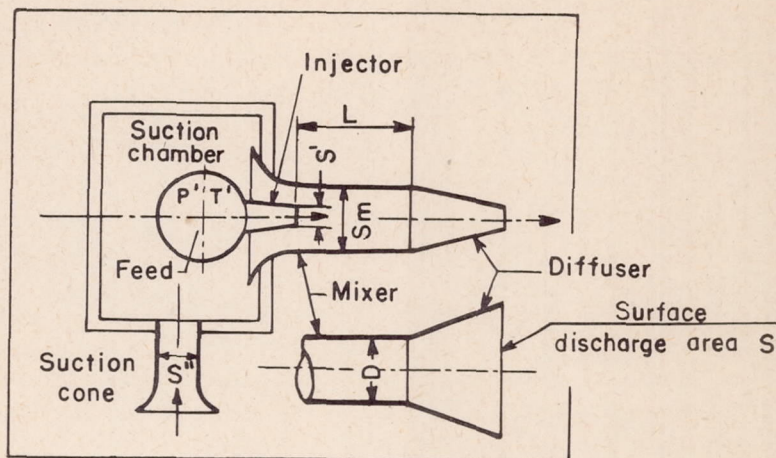 Injector
L
Suction
chamber
S'
P' T'
Sm
Feed
Diffuser
Mixer
Surface
discharge area S
Suction
cone
S"
D